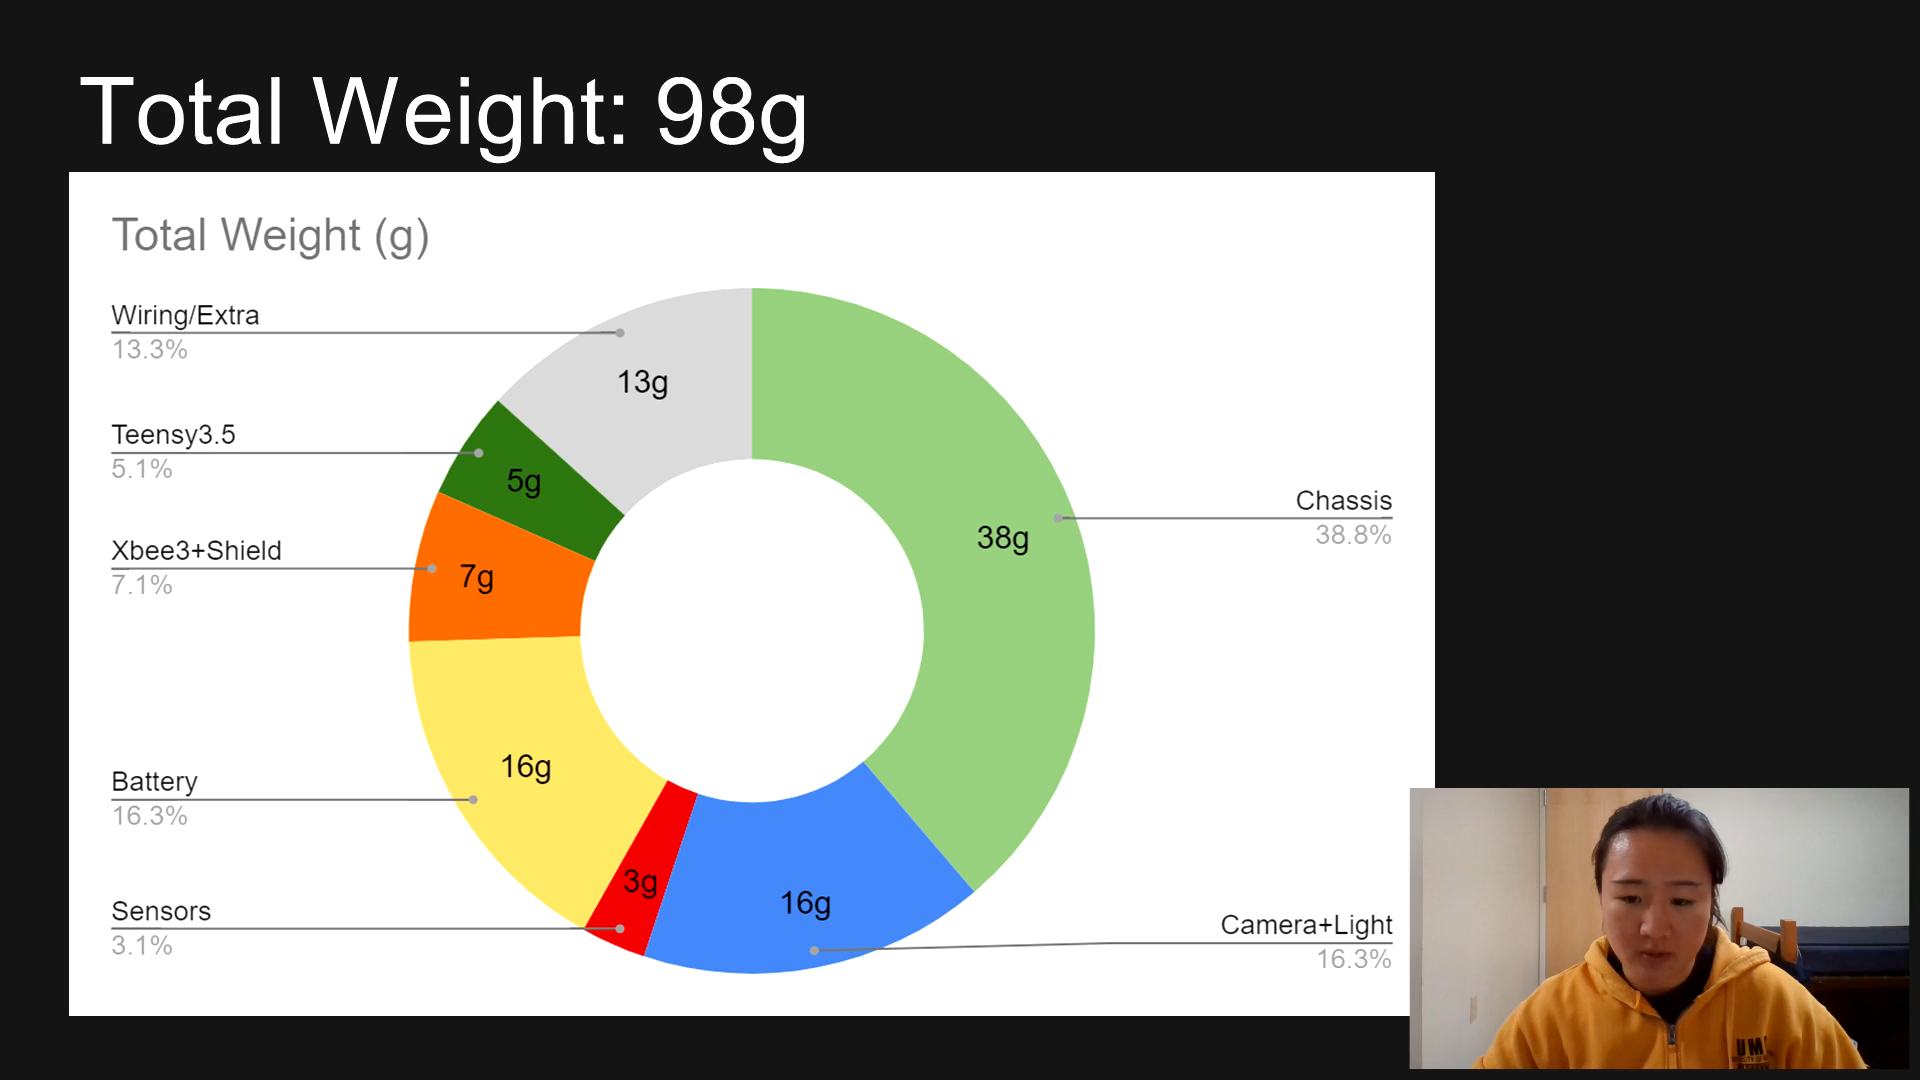 Total Weight: 98g
Total Weight (g)
Wiring/Extra
13.3%
13g
Teensy3.5
5.1%
5g
Xbee3+Shield
7.1%
7g
Battery
16.3%
16g
Sensors
3.1%
3g
Chassis
38.8%
38g
Camera+Light
16.3%
16g
UM